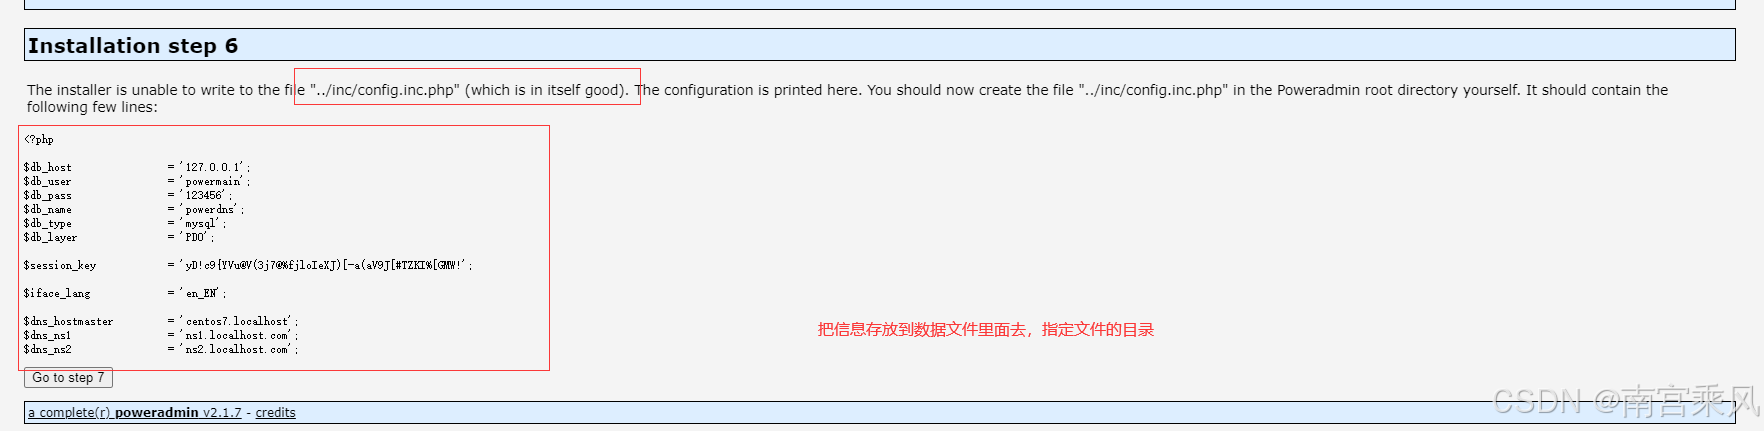 Installation step 6
The installer is unable to write to the file "../inc/config.inc.php" (which is in itself good). The configuration is printed here. You should now create the file "../inc/config.inc.php" in the Poweradmin root directory yourself. It should contain the
following few lines:
<?php
$db_host = '127.0.0.1';
$db_user = 'powermain';
$db_pass = '123456';
$db_name = 'powerdns';
$db_type = 'mysql';
$db_layer = 'PDO';
$session_key = 'yD!c9{YVu@V(3j7@%fjloIeXJ)[-a(aV9J[#TZKI%[GMW!';
$iface_lang = 'en_EN';
$dns_hostmaster = 'centos7.localhost';
$dns_ns1 = 'ns1.localhost.com';
$dns_ns2 = 'ns2.localhost.com';
把信息存放到数据文件里面去，指定文件的目录
Go to step 7
a complete(r) poweradmin v2.1.7 - credits
CSDN @南宫乘风